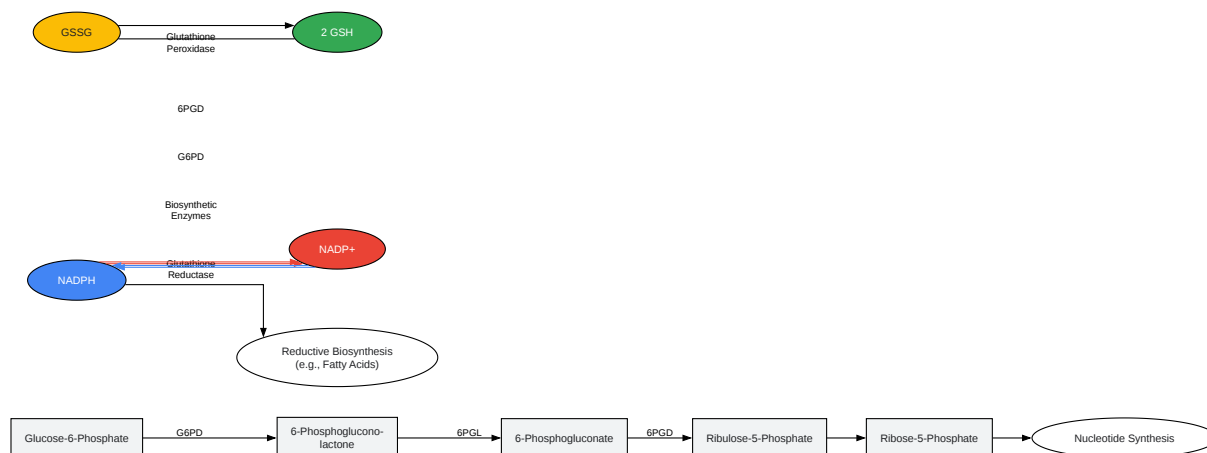 GSSG
2 GSH
Glutathione
Peroxidase
6PGD
G6PD
Biosynthetic
Enzymes
NADP+
Glutathione
Reductase
NADPH
Reductive Biosynthesis
(e.g., Fatty Acids)
Glucose-6-Phosphate
G6PD
6-Phosphoglucono-
lactone
6PGL
6-Phosphogluconate
6PGD
Ribulose-5-Phosphate
Ribose-5-Phosphate
Nucleotide Synthesis